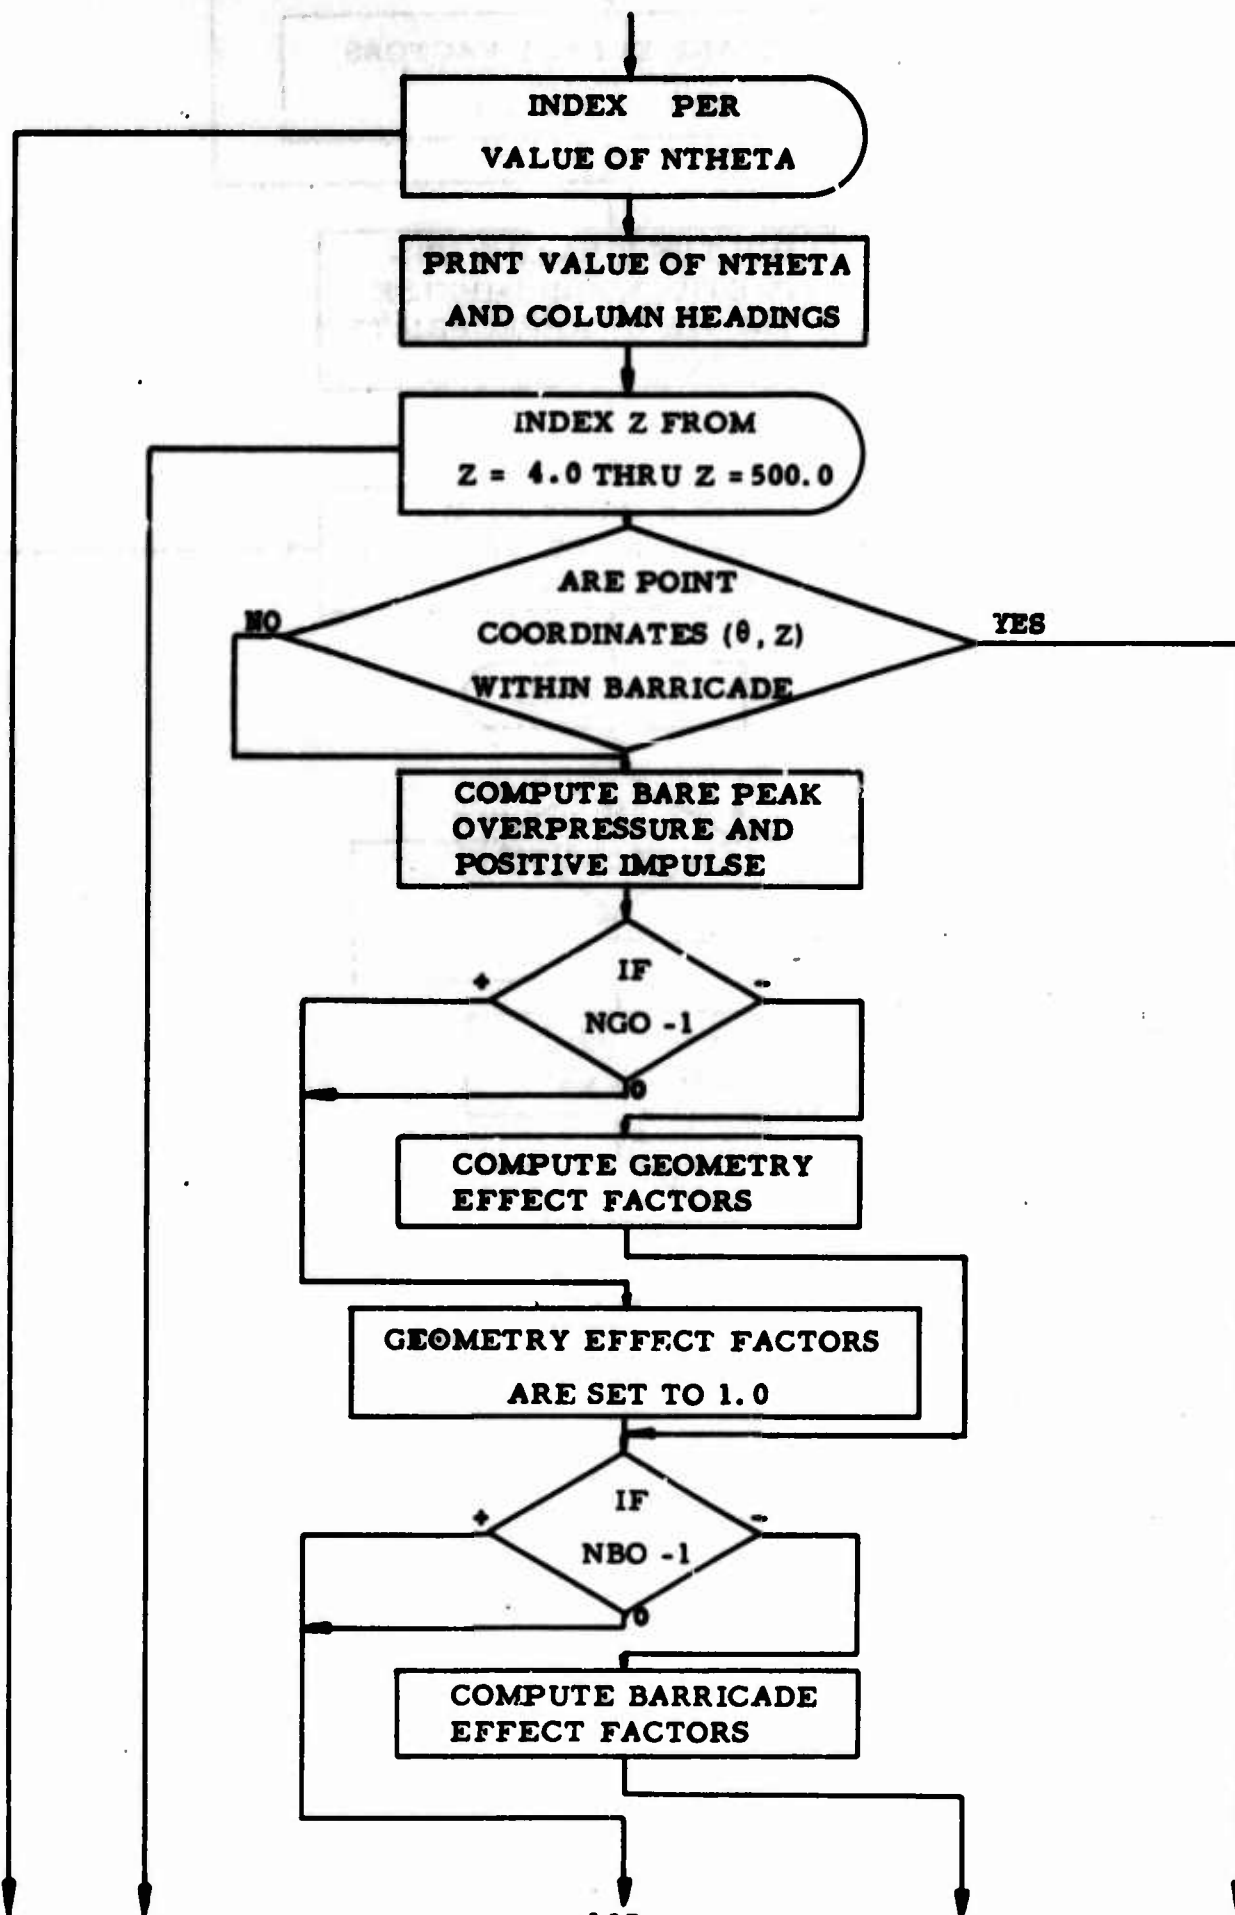 INDEX PER
VALUE OF NTHETA
PRINT VALUE OF NTHETA
AND COLUMN HEADINGS
INDEX Z FROM
Z = 4.0 THRU Z = 500.0
ARE POINT
NO
COORDINATES (θ, Z)
YES
WITHIN BARRICADE
COMPUTE BARE PEAK
OVERPRESSURE AND
POSITIVE IMPULSE
IF
+
-
NGO -1
0
COMPUTE GEOMETRY
EFFECT FACTORS
GEOMETRY EFFECT FACTORS
ARE SET TO 1.0
IF
+
-
NBO -1
0
COMPUTE BARRICADE
EFFECT FACTORS